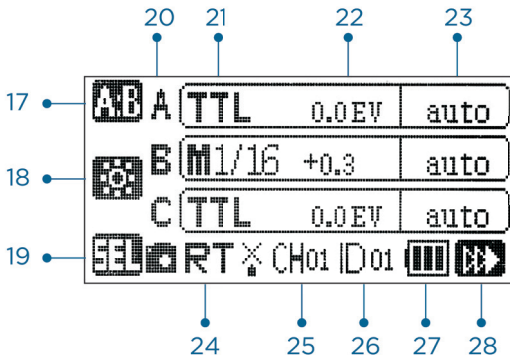 20 21 22 23
17 A:B A TTL 0.0EV auto
18 B M1/16 +0.3 auto
C TTL 0.0EV auto
19 SEL RT CH01 ID01
24 25 26 27 28